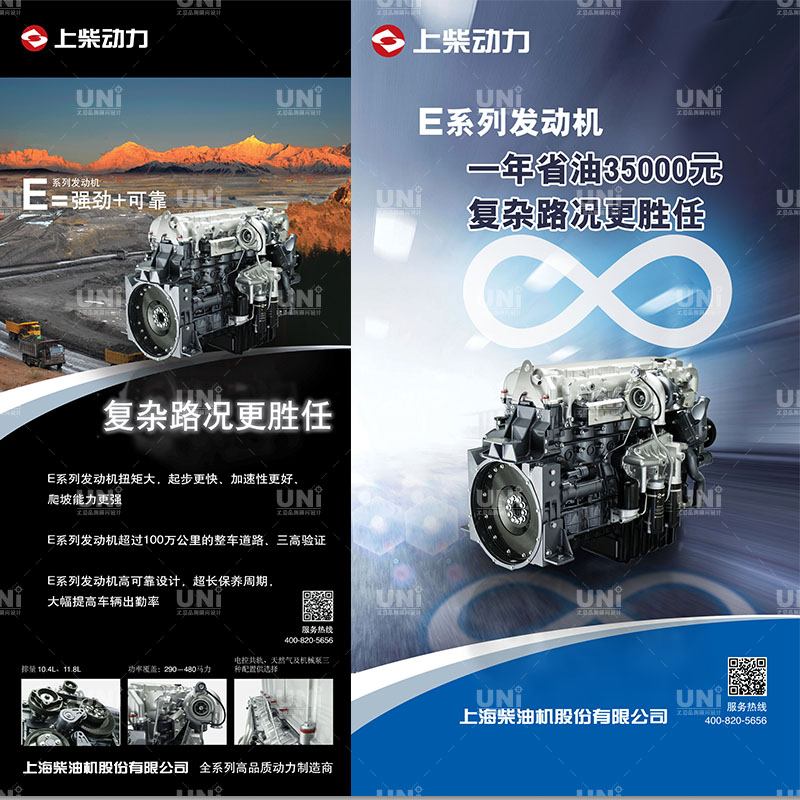 上柴动力
E=
系列发动机
强劲+可靠
复杂路况更胜任
E系列发动机扭矩大，起步更快、加速性更好、
爬坡能力更强
E系列发动机超过100万公里的整车道路、三高验证
E系列发动机高可靠设计，超长保养周期，
大幅提高车辆出勤率
服务热线
400-820-5656
排量 10.4L、11.8L
功率覆盖：290—480马力
电控共轨、天然气及机械泵三
种配置供选择
上海柴油机股份有限公司 全系列高品质动力制造商
上柴动力
E系列发动机
一年省油35000元
复杂路况更胜任
服务热线
400-820-5656
上海柴油机股份有限公司
UNi